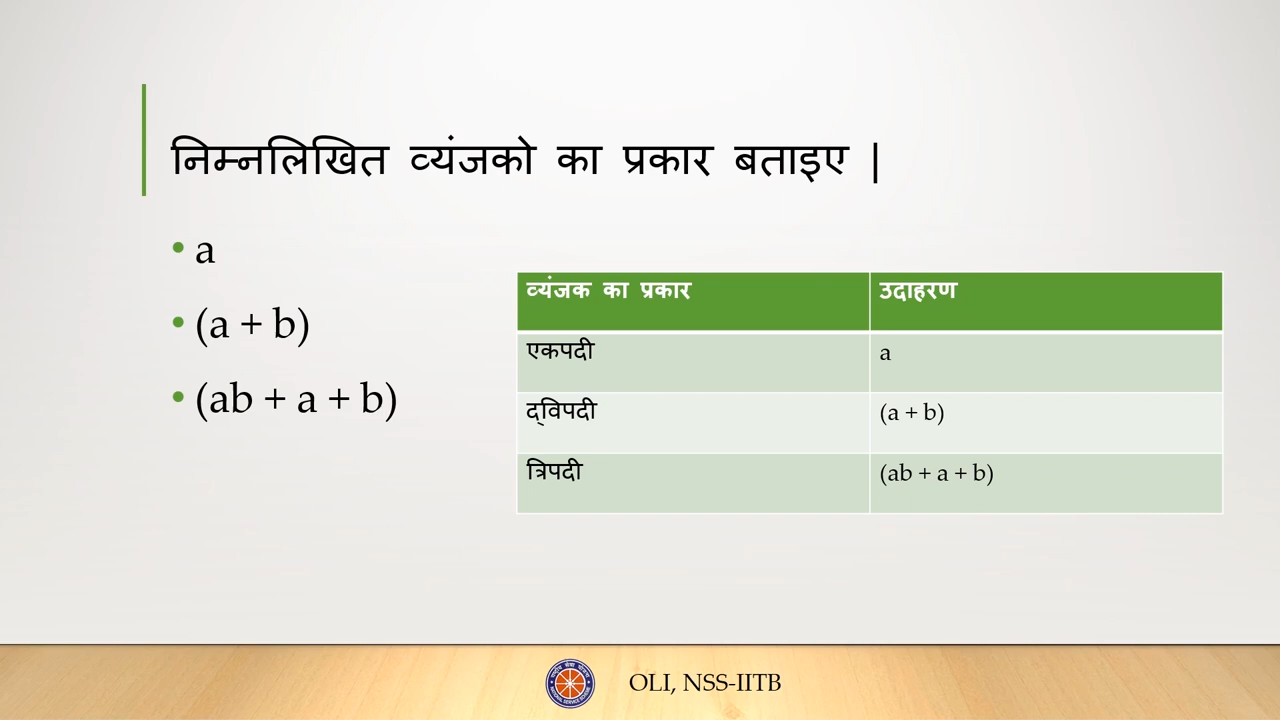 निम्नलिखित व्यंजको का प्रकार बताइए |
• a
• (a + b)
• (ab + a + b)
व्यंजक का प्रकार उदाहरण
एकपदी a
द्विपदी (a + b)
त्रिपदी (ab + a + b)
OLI, NSS-IITB